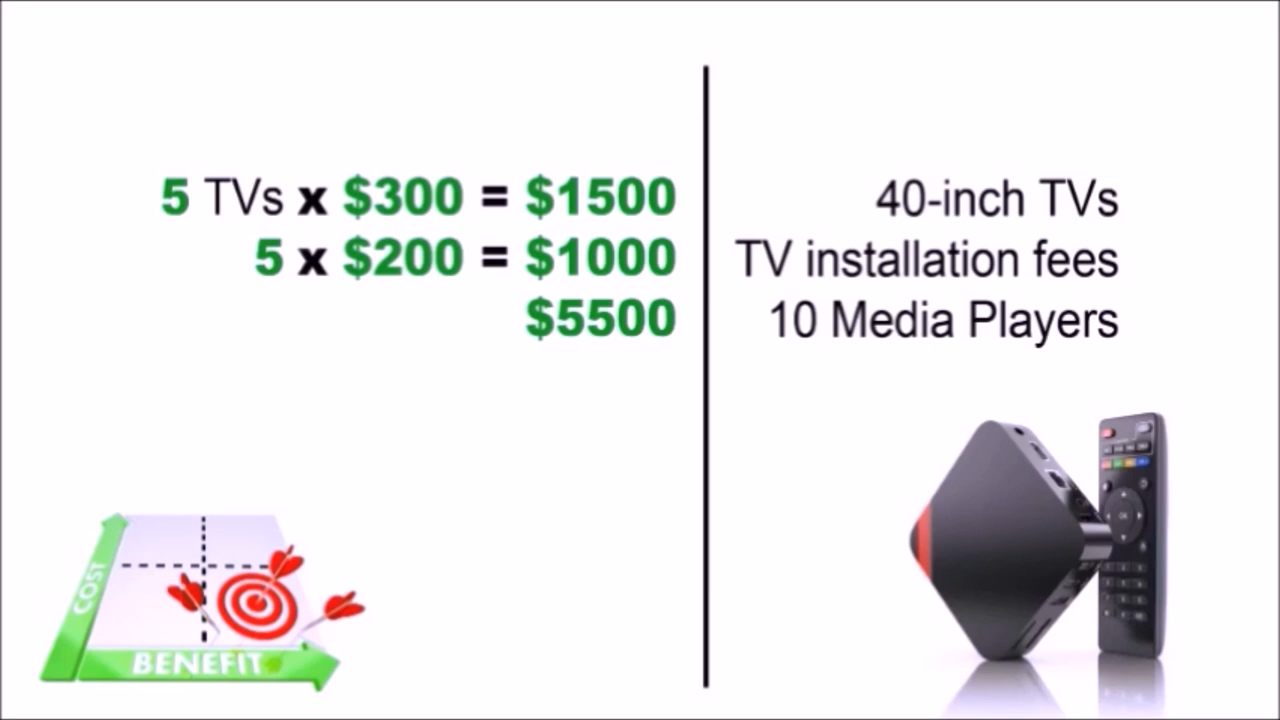 5 TVs x $300 = $1500
40-inch TVs
5 x $200 = $1000
TV installation fees
$5500
10 Media Players
COST
BENEFIT
OK